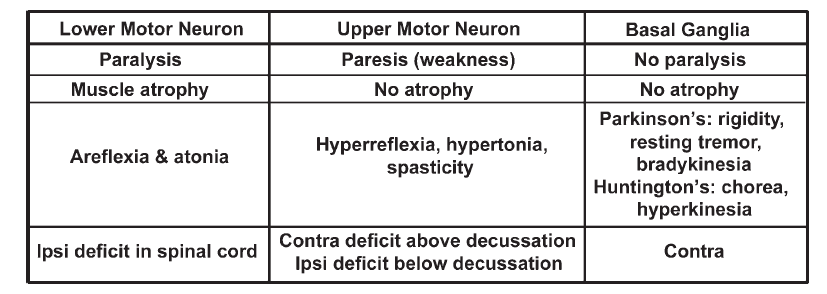 Lower Motor Neuron Upper Motor Neuron Basal Ganglia
Paralysis Paresis (weakness) No paralysis
Muscle atrophy No atrophy No atrophy
Areflexia & atonia
Hyperreflexia, hypertonia,
spasticity
Parkinson's: rigidity,
resting tremor,
bradykinesia
Huntington's: chorea,
hyperkinesia
Ipsi deficit in spinal cord
Contra deficit above decussation
Ipsi deficit below decussation
Contra